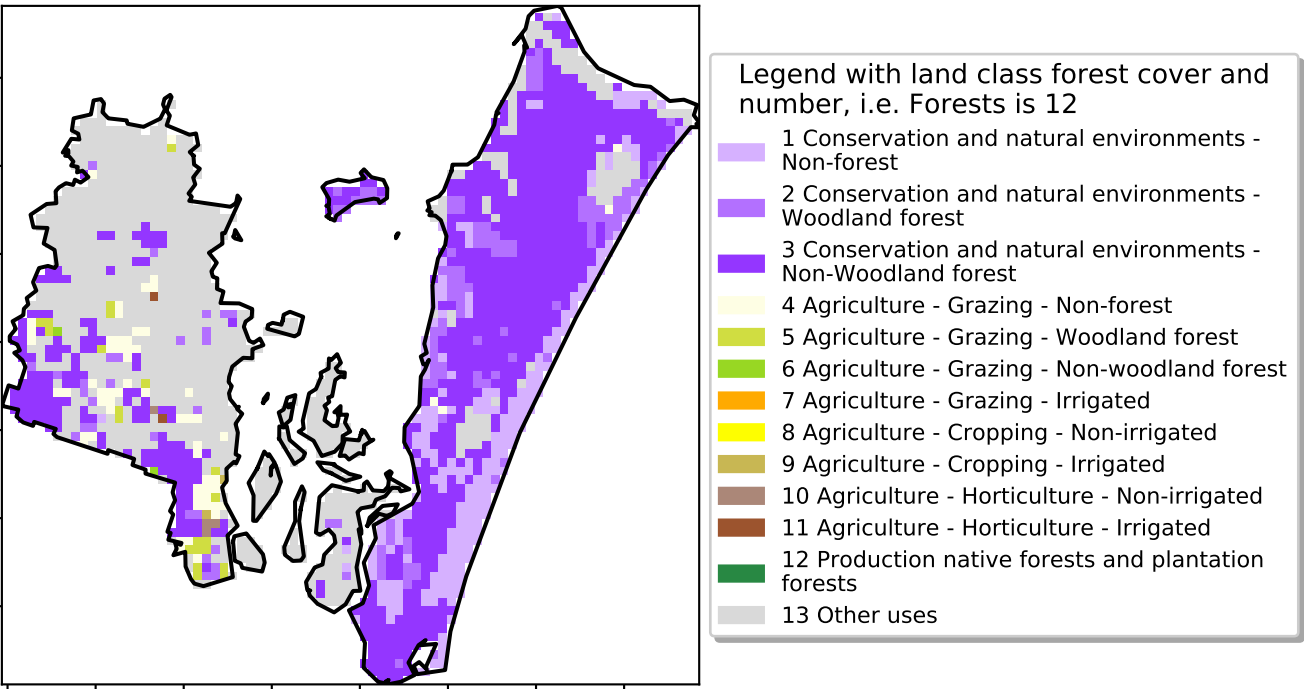 Legend with land class forest cover and
number, i.e. Forests is 12
1 Conservation and natural environments -
Non-forest
2 Conservation and natural environments -
Woodland forest
3 Conservation and natural environments -
Non-Woodland forest
4 Agriculture - Grazing - Non-forest
5 Agriculture - Grazing - Woodland forest
6 Agriculture - Grazing - Non-woodland forest
7 Agriculture - Grazing - Irrigated
8 Agriculture - Cropping - Non-irrigated
9 Agriculture - Cropping - Irrigated
10 Agriculture - Horticulture - Non-irrigated
11 Agriculture - Horticulture - Irrigated
12 Production native forests and plantation
forests
13 Other uses